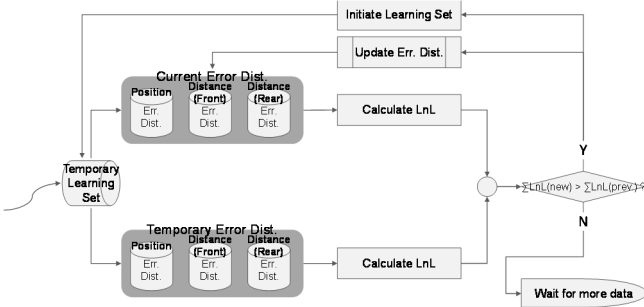 Initiate Learning Set
Update Err. Dist.
Current Error Dist.
Position
Distance
(Front)
Distance
(Rear)
Err.
Dist.
Err.
Dist.
Err.
Dist.
Calculate LnL
Temporary
Learning
Set
Y
∑LnL(new) > ∑LnL(prev.) ?
N
Temporary Error Dist.
Position
Distance
(Front)
Distance
(Rear)
Err.
Dist.
Err.
Dist.
Err.
Dist.
Calculate LnL
Wait for more data